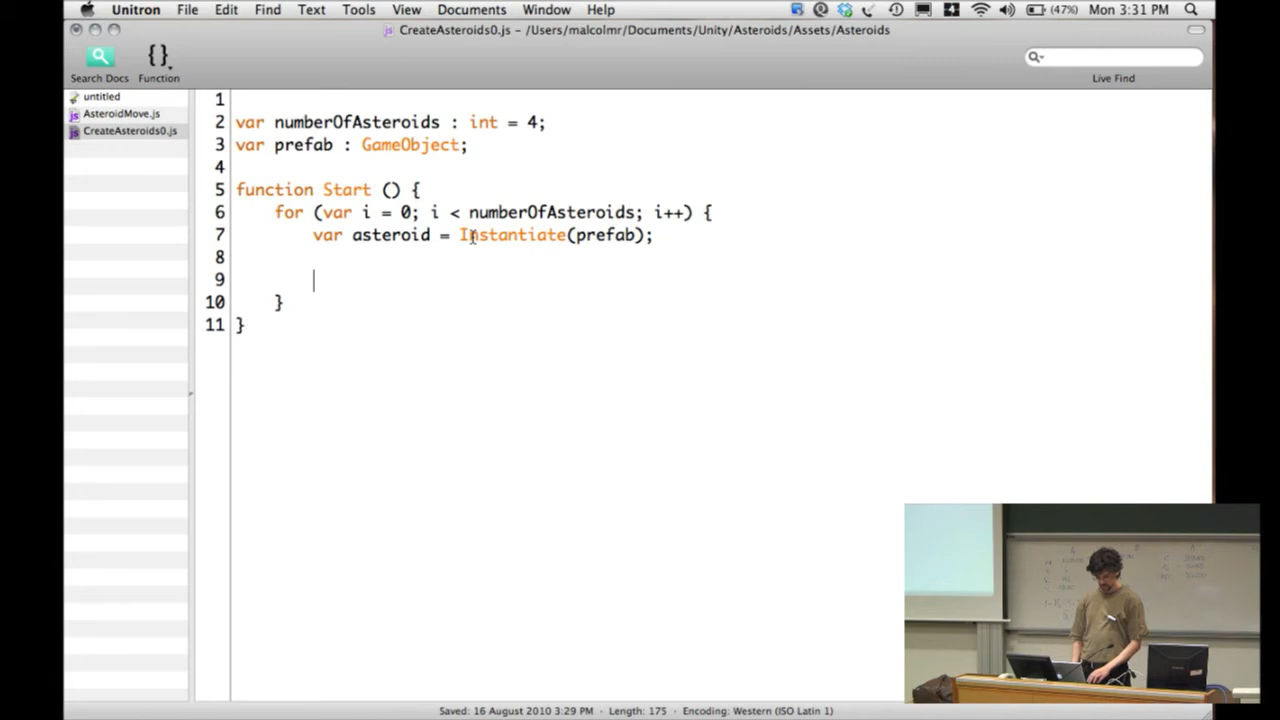 Unitron File Edit Find Text Tools View Documents Window Help (47%) Mon 3:31 PM
CreateAsteroids0.js – /Users/malcolmr/Documents/Unity/Asteroids/Assets/Asteroids
{}
Search Docs Function Live Find
untitled
AsteroidMove.js
CreateAsteroids0.js
1
2 var numberOfAsteroids : int = 4;
3 var prefab : GameObject;
4
5 function Start () {
6 for (var i = 0; i < numberOfAsteroids; i++) {
7 var asteroid = Instantiate(prefab);
8
9
10 }
11 }
Saved: 16 August 2010 3:29 PM · Length: 175 · Encoding: Western (ISO Latin 1)